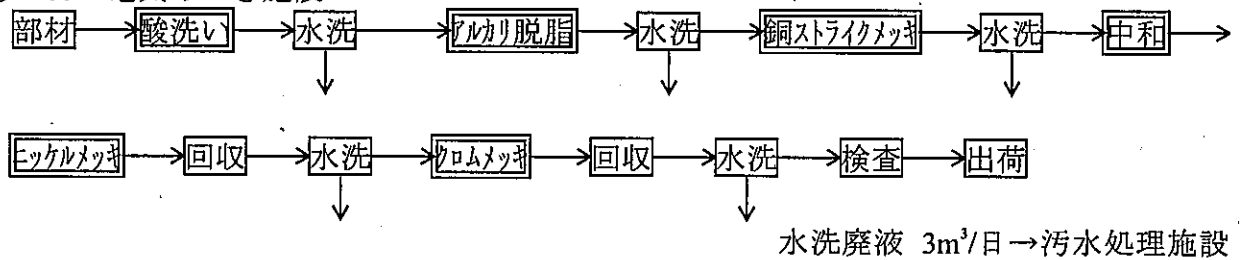 部材 酸洗い 水洗 アルカリ脱脂 水洗 銅ストライクメッキ 水洗 中和
ニッケルメッキ 回収 水洗 クロムメッキ 回収 水洗 検査 出荷
水洗廃液 3m³/日→汚水処理施設